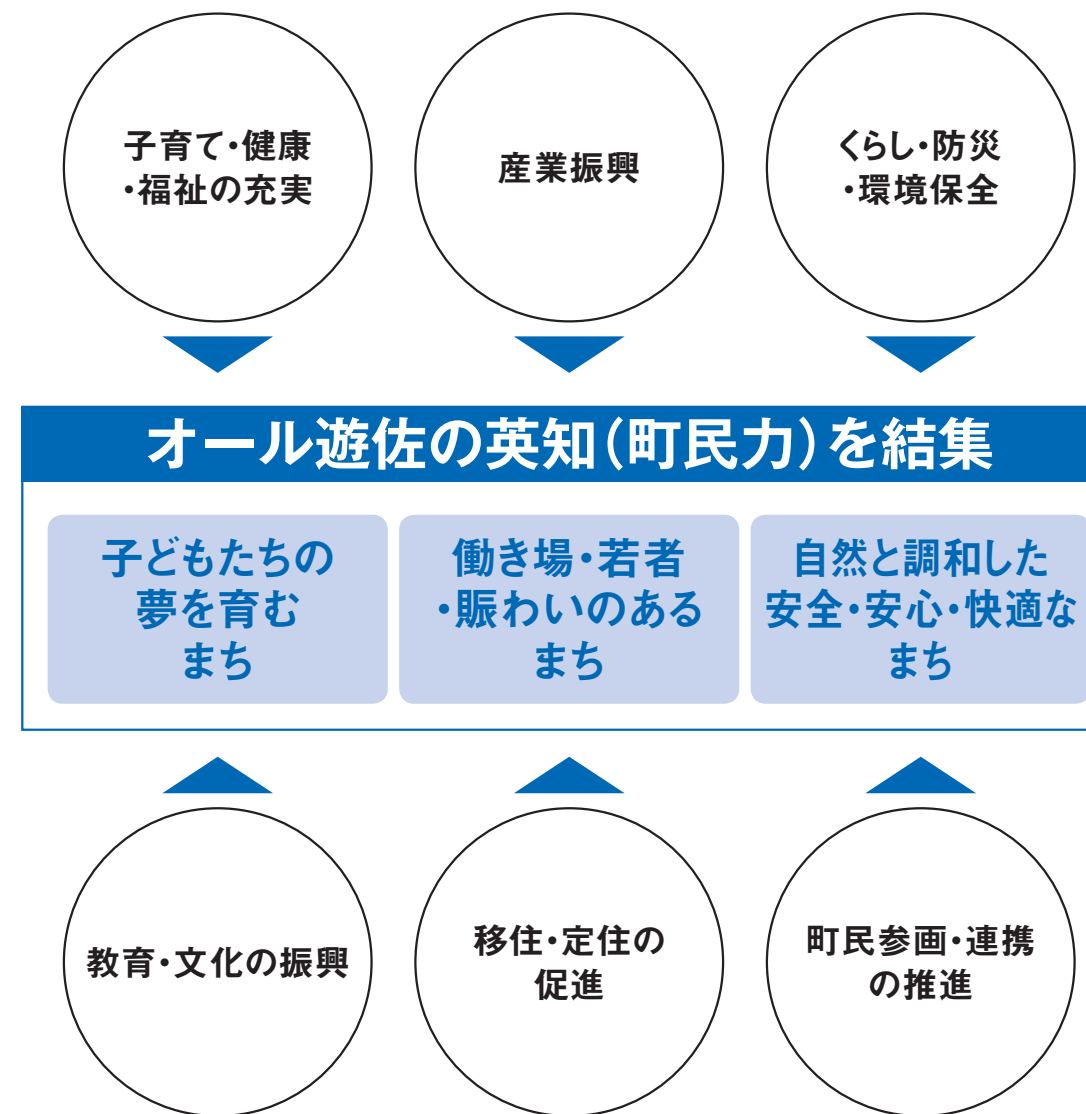 子育て・健康
・福祉の充実
産業振興
くらし・防災
・環境保全
オール遊佐の英知(町民力)を結集
子どもたちの
夢を育む
まち
働き場・若者
・賑わいのある
まち
自然と調和した
安全・安心・快適な
まち
教育・文化の振興
移住・定住の
促進
町民参画・連携
の推進